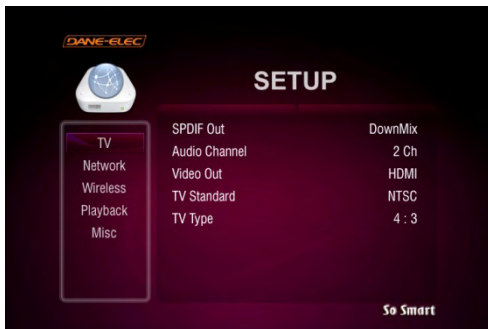 DANE-ELEC
SETUP
TV
Network
Wireless
Playback
Misc
SPDIF Out DownMix
Audio Channel 2 Ch
Video Out HDMI
TV Standard NTSC
TV Type 4 : 3
So Smart